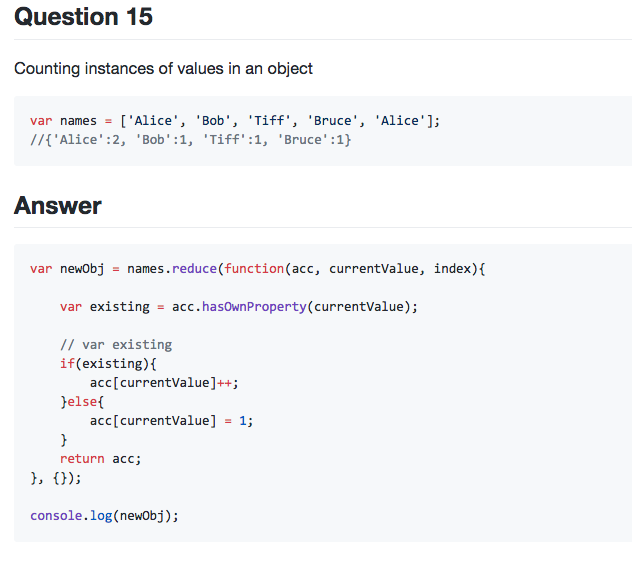 Question 15
Counting instances of values in an object
var names = ['Alice', 'Bob', 'Tiff', 'Bruce', 'Alice'];
//{'Alice':2, 'Bob':1, 'Tiff':1, 'Bruce':1}
Answer
var newObj = names.reduce(function(acc, currentValue, index){
    var existing = acc.hasOwnProperty(currentValue);
    // var existing
    if(existing){
        acc[currentValue]++;
    }else{
        acc[currentValue] = 1;
    }
    return acc;
}, {});
console.log(newObj);